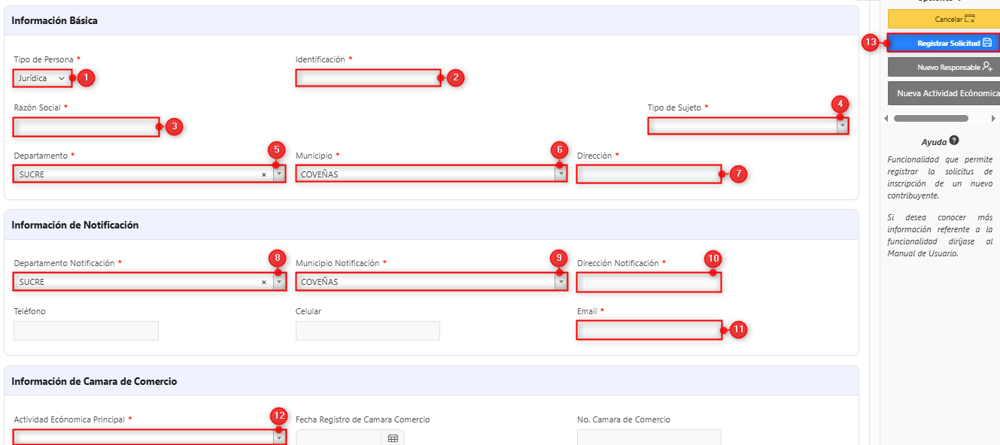 Información Básica
Tipo de Persona *
Identificación *
Jurídica
1
2
Razón Social *
Tipo de Sujeto *
3
4
Departamento *
Municipio *
Dirección *
5
6
SUCRE ×
COVEÑAS
7
Información de Notificación
Departamento Notificación *
Municipio Notificación *
Dirección Notificación *
8
9
10
SUCRE ×
COVEÑAS
Teléfono
Celular
Email *
11
Información de Camara de Comercio
Actividad Ecónomica Principal *
12
Fecha Registro de Camara Comercio
No. Camara de Comercio
Cancelar
13
Registrar Solicitud
Nuevo Responsable
Nueva Actividad Ecónomica
Ayuda ?
Funcionalidad que permite
registrar la solicitus de
inscripción de un nuevo
contribuyente.
Si desea conocer más
información referente a la
funcionalidad diríjase al
Manual de Usuario.